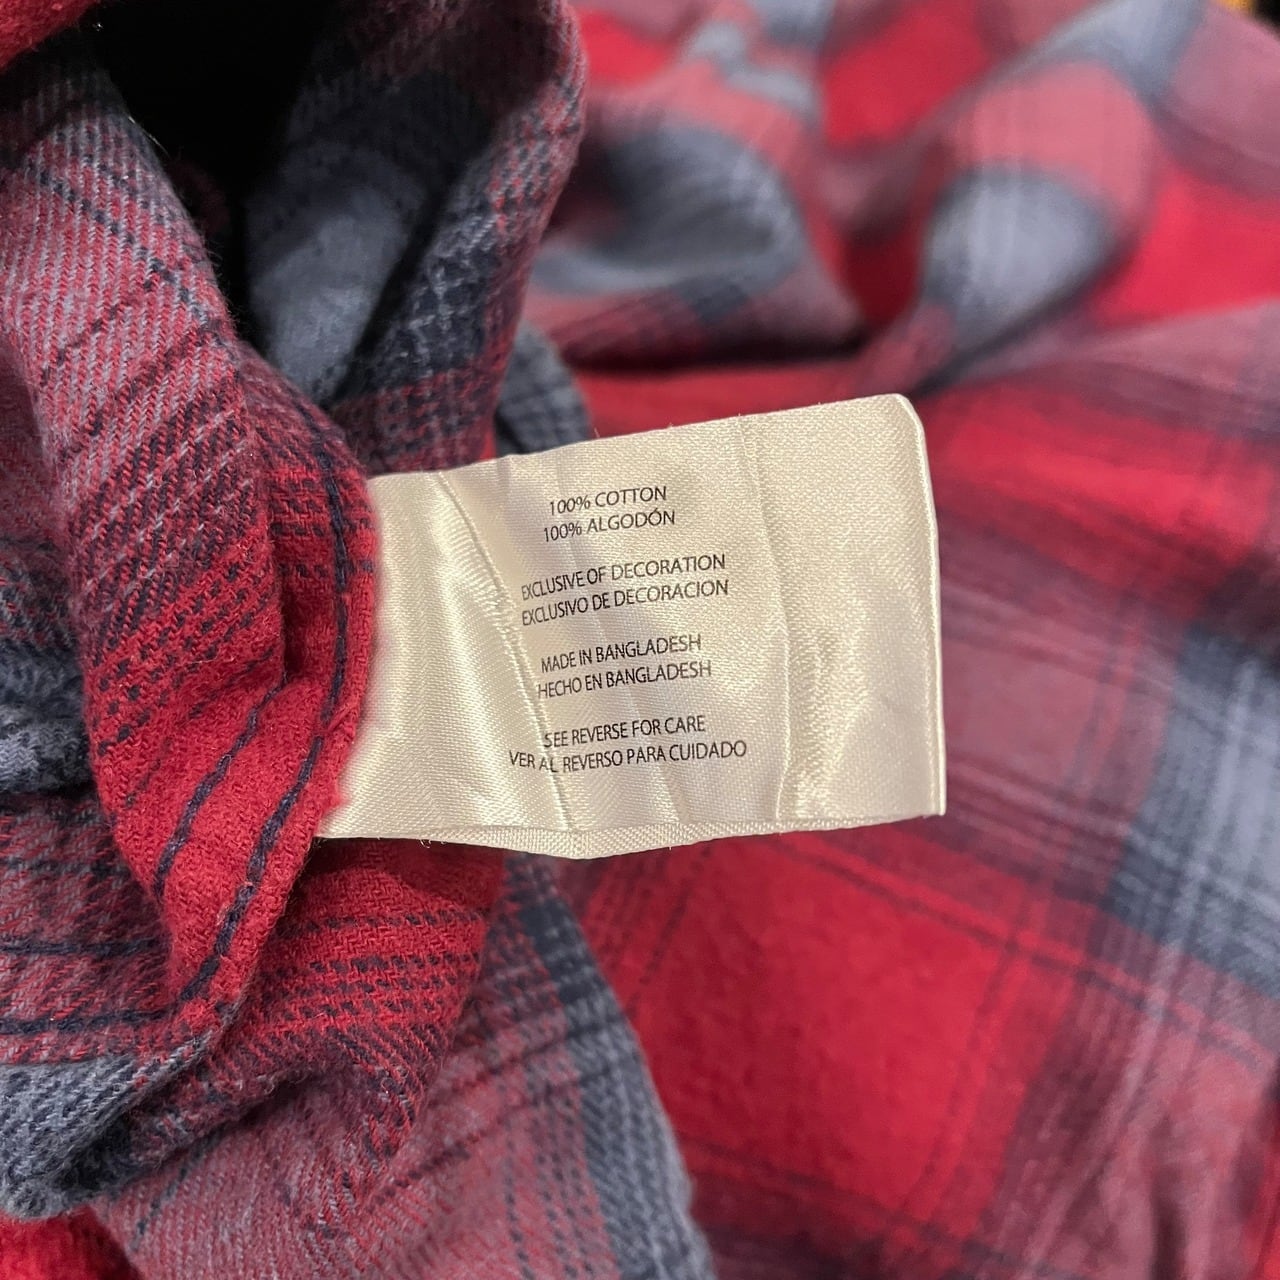 100% COTTON
100% ALGODÓN
EXCLUSIVE OF DECORATION
EXCLUSIVO DE DECORACION
MADE IN BANGLADESH
HECHO EN BANGLADESH
SEE REVERSE FOR CARE
VER AL REVERSO PARA CUIDADO